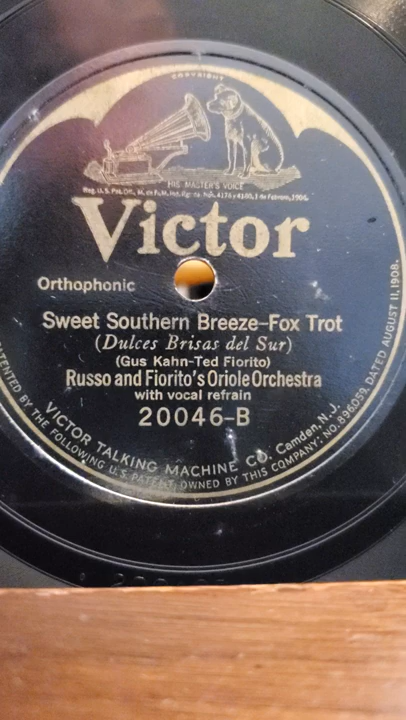 COPYRIGHT
HIS MASTER'S VOICE
Victor
Orthophonic
Sweet Southern Breeze–Fox Trot
(Dulces Brisas del Sur)
(Gus Kahn-Ted Fiorito)
Russo and Fiorito's Oriole Orchestra
with vocal refrain
20046-B
VICTOR TALKING MACHINE CO. Camden, N.J.
PATENTED BY THE FOLLOWING U.S. PATENT, OWNED BY THIS COMPANY: No. 896,059, DATED AUGUST 11, 1908.